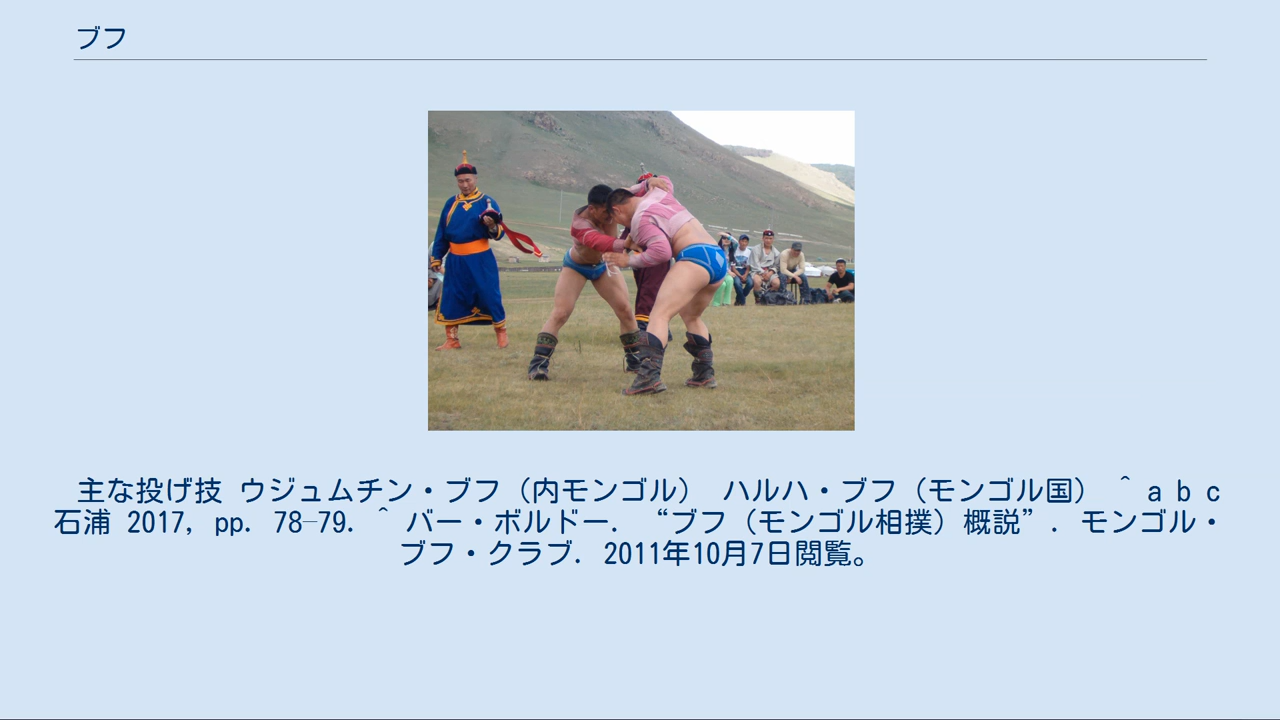 ブフ
主な投げ技 ウジュムチン・ブフ（内モンゴル） ハルハ・ブフ（モンゴル国） ^ a b c
石浦 2017, pp. 78–79. ^ バー・ボルドー. “ブフ（モンゴル相撲）概説”. モンゴル・
ブフ・クラブ. 2011年10月7日閲覧。